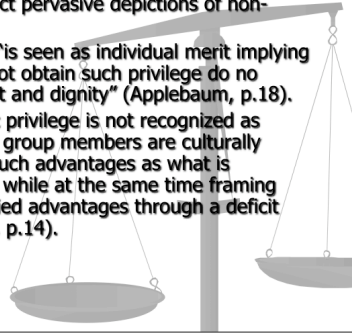 ct pervasive depictions of non-
"is seen as individual merit implying
ot obtain such privilege do no
t and dignity" (Applebaum, p.18).
privilege is not recognized as
group members are culturally
uch advantages as what is
while at the same time framing
ied advantages through a deficit
p.14).